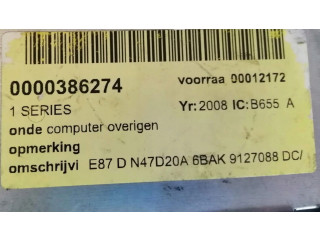 0000386274 voorraa 00012172
1 SERIES Yr: 2008 IC: B655 A
onde computer overigen
opmerking
omschrijvi E87 D N47D20A 6BAK 9127088 DC/